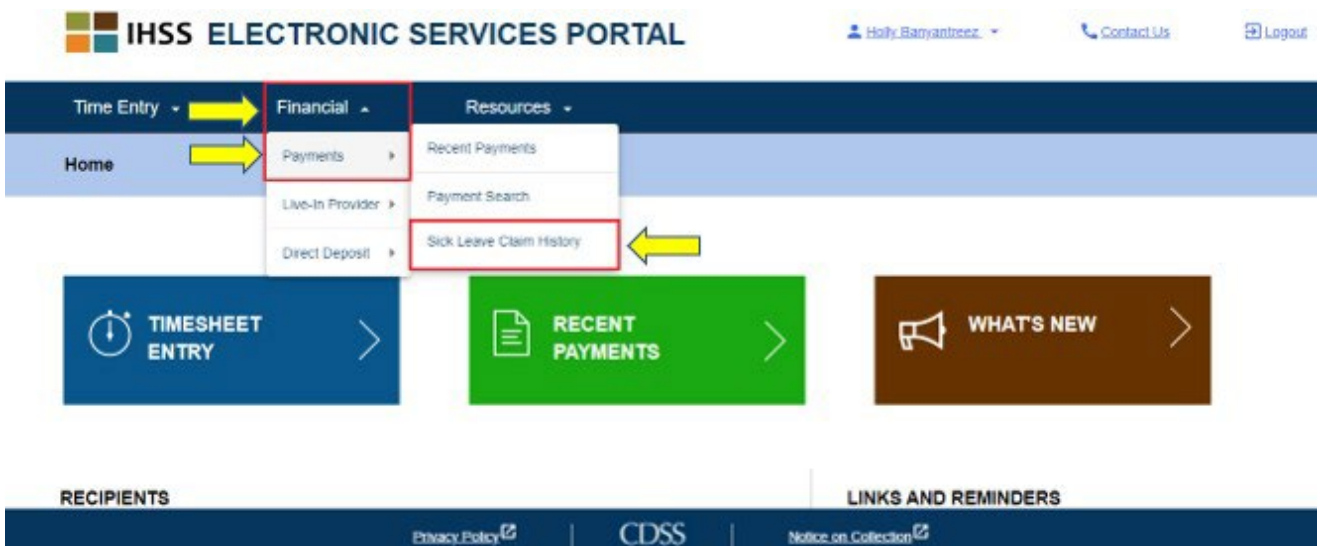 IHSS ELECTRONIC SERVICES PORTAL
Holly Banyantreez
Contact Us
Logout
Time Entry
Financial
Resources
Home
Payments
Live-In Provider
Direct Deposit
Recent Payments
Payment Search
Sick Leave Claim History
TIMESHEET
ENTRY
RECENT
PAYMENTS
WHAT'S NEW
RECIPIENTS
LINKS AND REMINDERS
Privacy Policy
CDSS
Notice on Collection